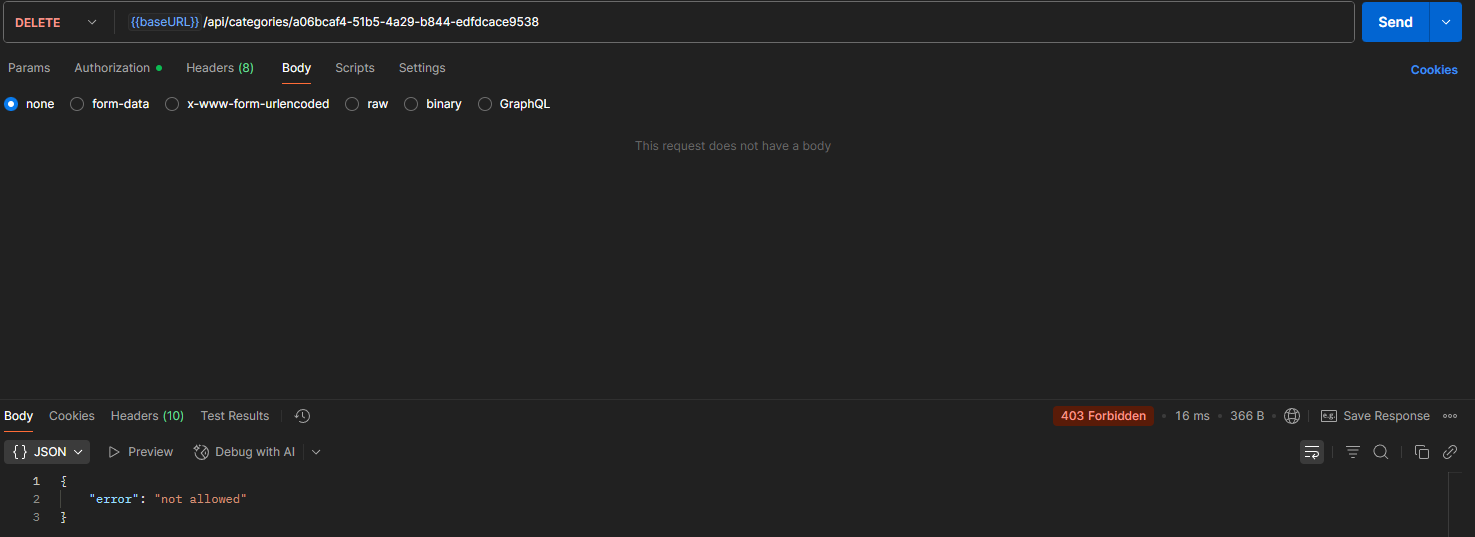 DELETE {{baseURL}} /api/categories/a06bcaf4-51b5-4a29-b844-edfdcace9538 Send
Params Authorization Headers (8) Body Scripts Settings Cookies
none form-data x-www-form-urlencoded raw binary GraphQL
This request does not have a body
Body Cookies Headers (10) Test Results 403 Forbidden 16 ms 366 B e.g. Save Response
{} JSON Preview Debug with AI
1 {
2 "error": "not allowed"
3 }